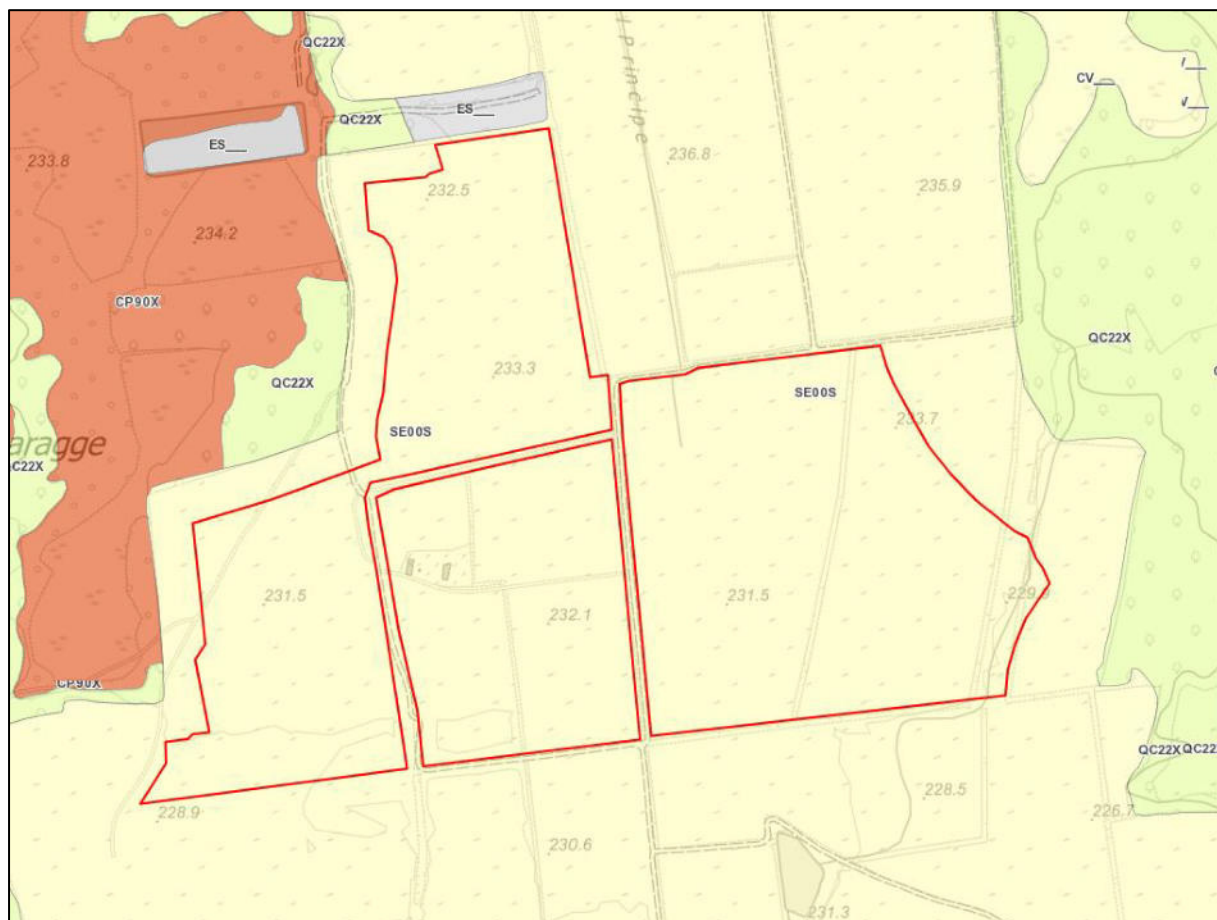 QC22X
ES___
QC22X
l Principe
CV___
ES___
233.8
232.5
236.8
235.9
234.2
CP90X
QC22X
233.3
QC22X
SE00S
233.7
SE00S
aragge
C22X
231.5
232.1
231.5
CP90X
QC22X
QC22
228.9
228.5
226.7
230.6
231.3